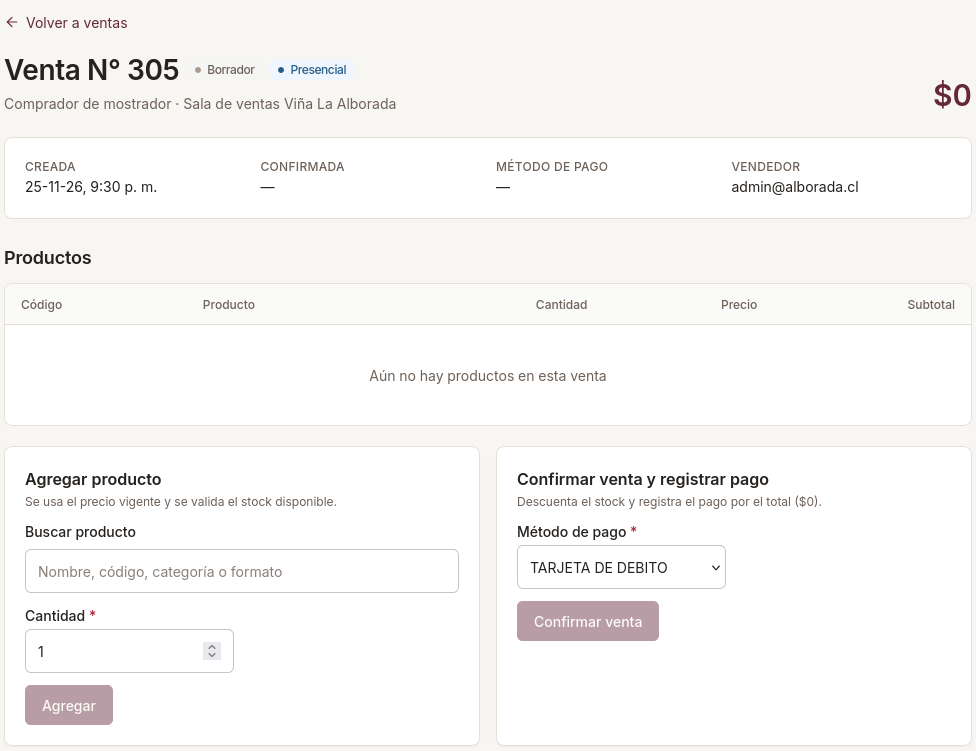 ← Volver a ventas
Venta N° 305 • Borrador • Presencial
Comprador de mostrador · Sala de ventas Viña La Alborada
$0
CREADA CONFIRMADA MÉTODO DE PAGO VENDEDOR
25-11-26, 9:30 p. m. — — admin@alborada.cl
Productos
Código Producto Cantidad Precio Subtotal
Aún no hay productos en esta venta
Agregar producto
Se usa el precio vigente y se valida el stock disponible.
Buscar producto
Nombre, código, categoría o formato
Cantidad *
1
Agregar
Confirmar venta y registrar pago
Descuenta el stock y registra el pago por el total ($0).
Método de pago *
TARJETA DE DEBITO
Confirmar venta